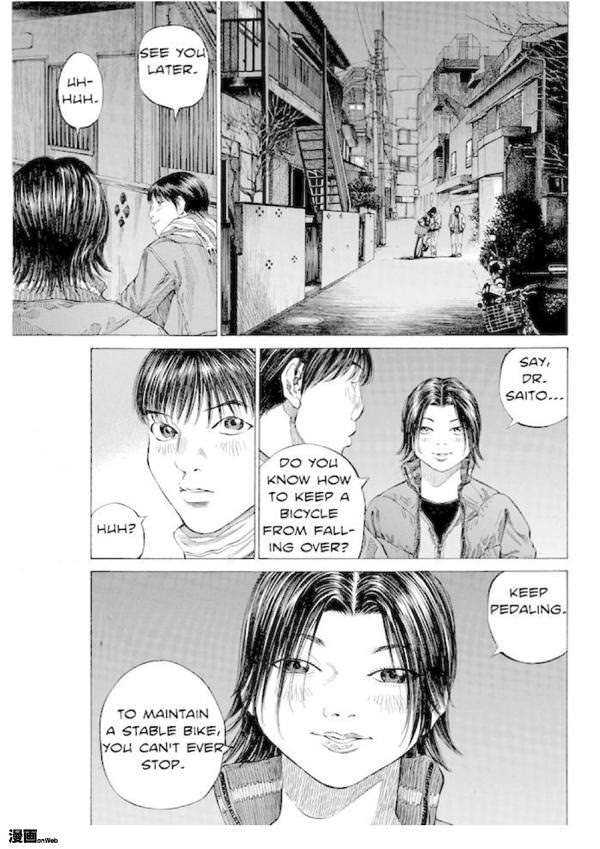 SEE YOU
LATER.
UH-
HUH.
SAY,
DR.
SAITO...
DO YOU
KNOW HOW
TO KEEP A
BICYCLE
FROM FALL-
ING OVER?
HUH?
KEEP
PEDALING.
TO MAINTAIN
A STABLE BIKE,
YOU CAN'T EVER
STOP.
漫画onWeb